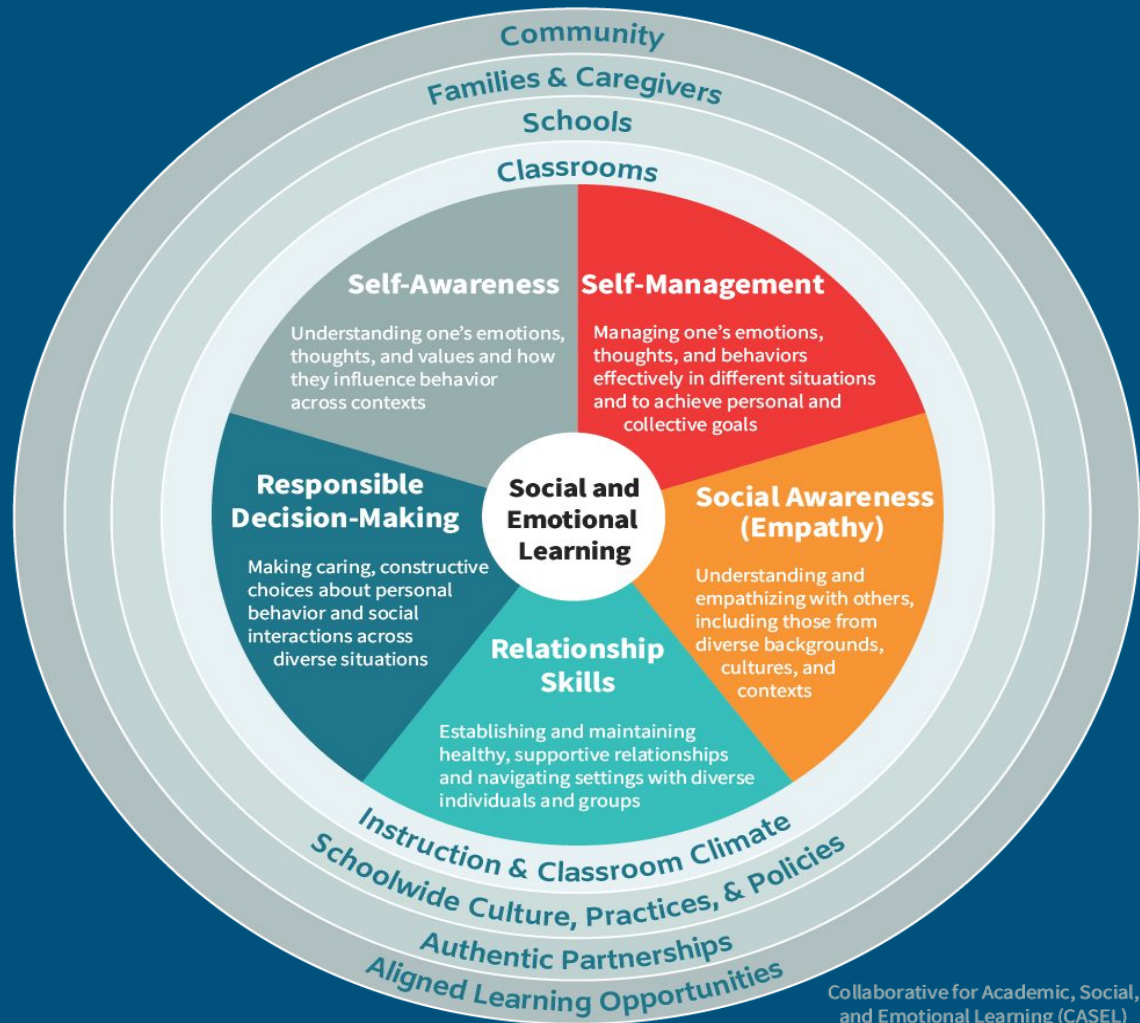 Community
Families & Caregivers
Schools
Classrooms
Self-Awareness
Understanding one’s emotions,
thoughts, and values and how
they influence behavior
across contexts
Self-Management
Managing one’s emotions,
thoughts, and behaviors
effectively in different situations
and to achieve personal and
collective goals
Responsible
Decision-Making
Making caring, constructive
choices about personal
behavior and social
interactions across
diverse situations
Social and
Emotional
Learning
Social Awareness
(Empathy)
Understanding and
empathizing with others,
including those from
diverse backgrounds,
cultures, and
contexts
Relationship
Skills
Establishing and maintaining
healthy, supportive relationships
and navigating settings with diverse
individuals and groups
Instruction & Classroom Climate
Schoolwide Culture, Practices, & Policies
Authentic Partnerships
Aligned Learning Opportunities
Collaborative for Academic, Social,
and Emotional Learning (CASEL)